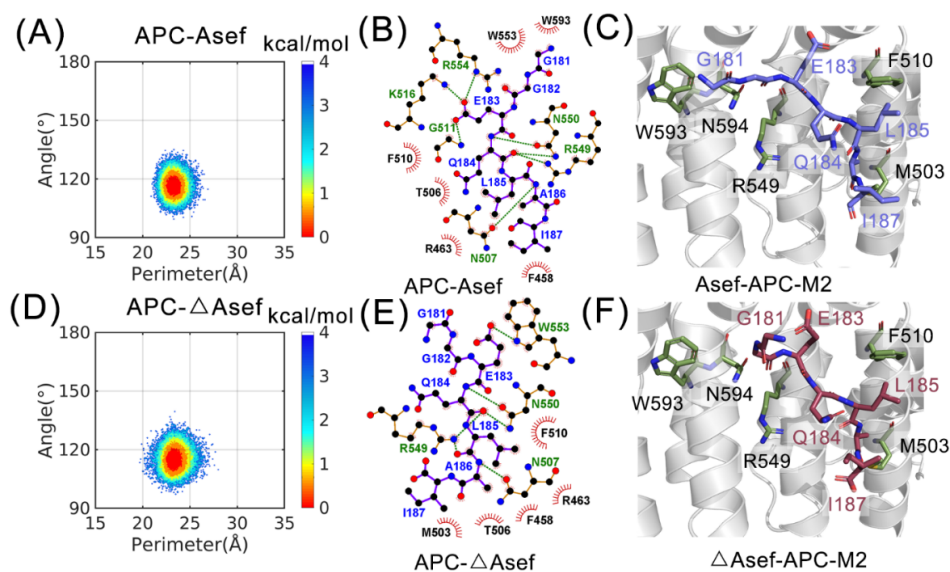 (A) APC-Asef
kcal/mol
Angle(°)
180
150
120
90
15 20 25 30 35
Perimeter(Å)
4
3
2
1
0
(B)
W593
W553
R554
G181
K516
G182
E183
N550
G511
R549
F510
Q184
T506
L185
A186
R463
I187
N507
F458
APC-Asef
(C)
G181
E183
F510
W593
N594
L185
R549
Q184
M503
I187
Asef-APC-M2
(D) APC-△Asef
kcal/mol
Angle(°)
180
150
120
90
15 20 25 30 35
Perimeter(Å)
4
3
2
1
0
(E)
G181
W553
G182
E183
Q184
N550
L185
F510
R549
A186
N507
R463
I187
F458
M503
T506
APC-△Asef
(F)
G181
E183
F510
W593
N594
L185
R549
Q184
M503
I187
△Asef-APC-M2